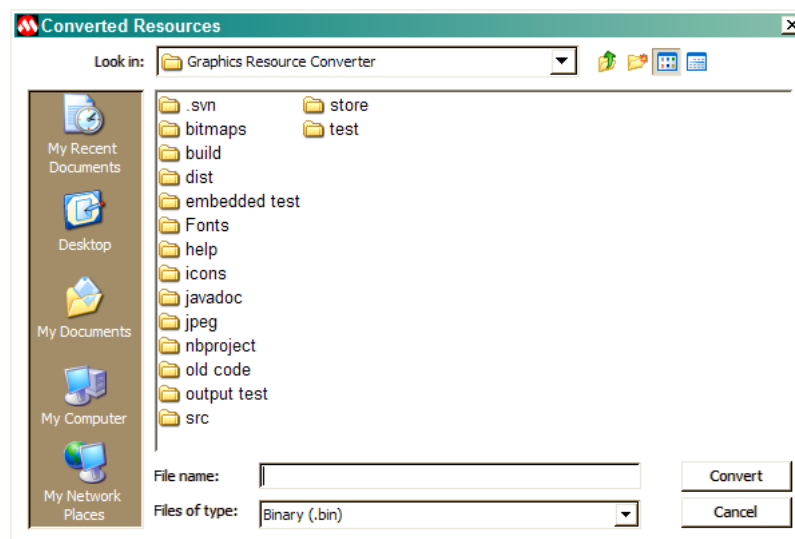 Converted Resources
Look in:
Graphics Resource Converter
My Recent
Documents
Desktop
My Documents
My Computer
My Network
Places
.svn
bitmaps
build
dist
embedded test
Fonts
help
icons
javadoc
jpeg
nbproject
old code
output test
src
store
test
File name:
Convert
Files of type:
Binary (.bin)
Cancel